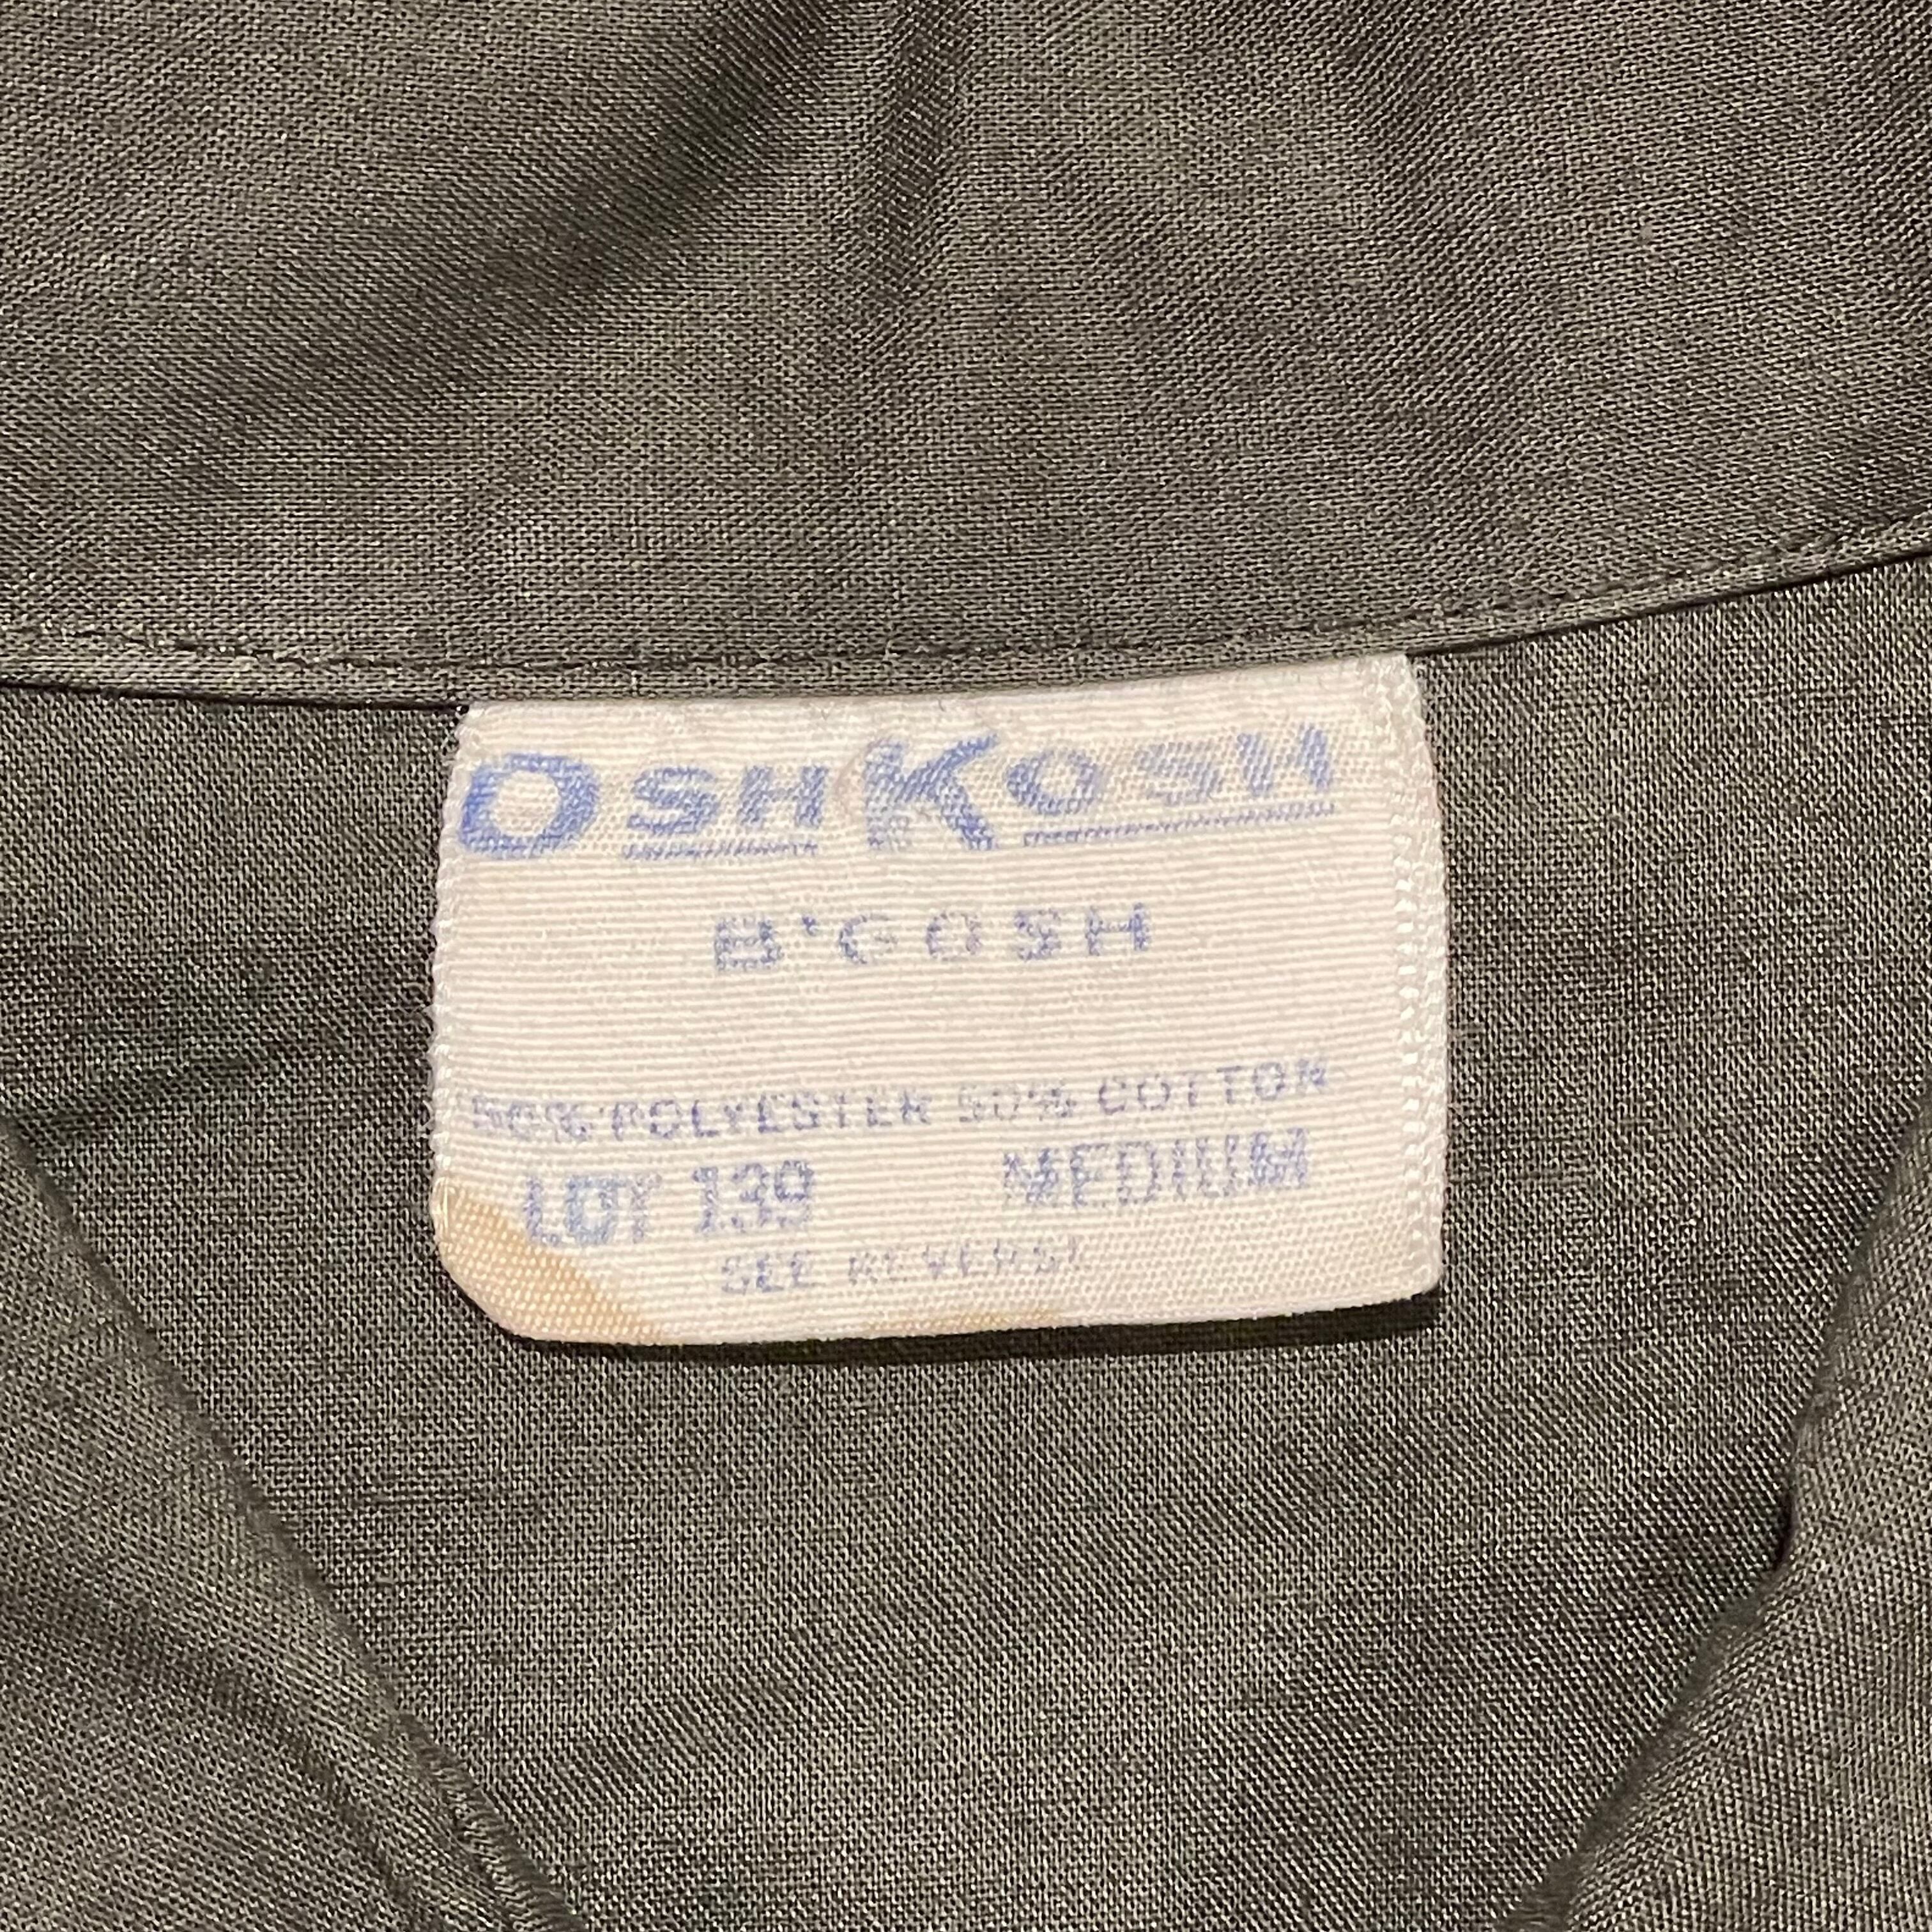 OSHKOSH
B'GOSH
50% POLYESTER 50% COTTON
LOT 139 MEDIUM
SEE REVERSE